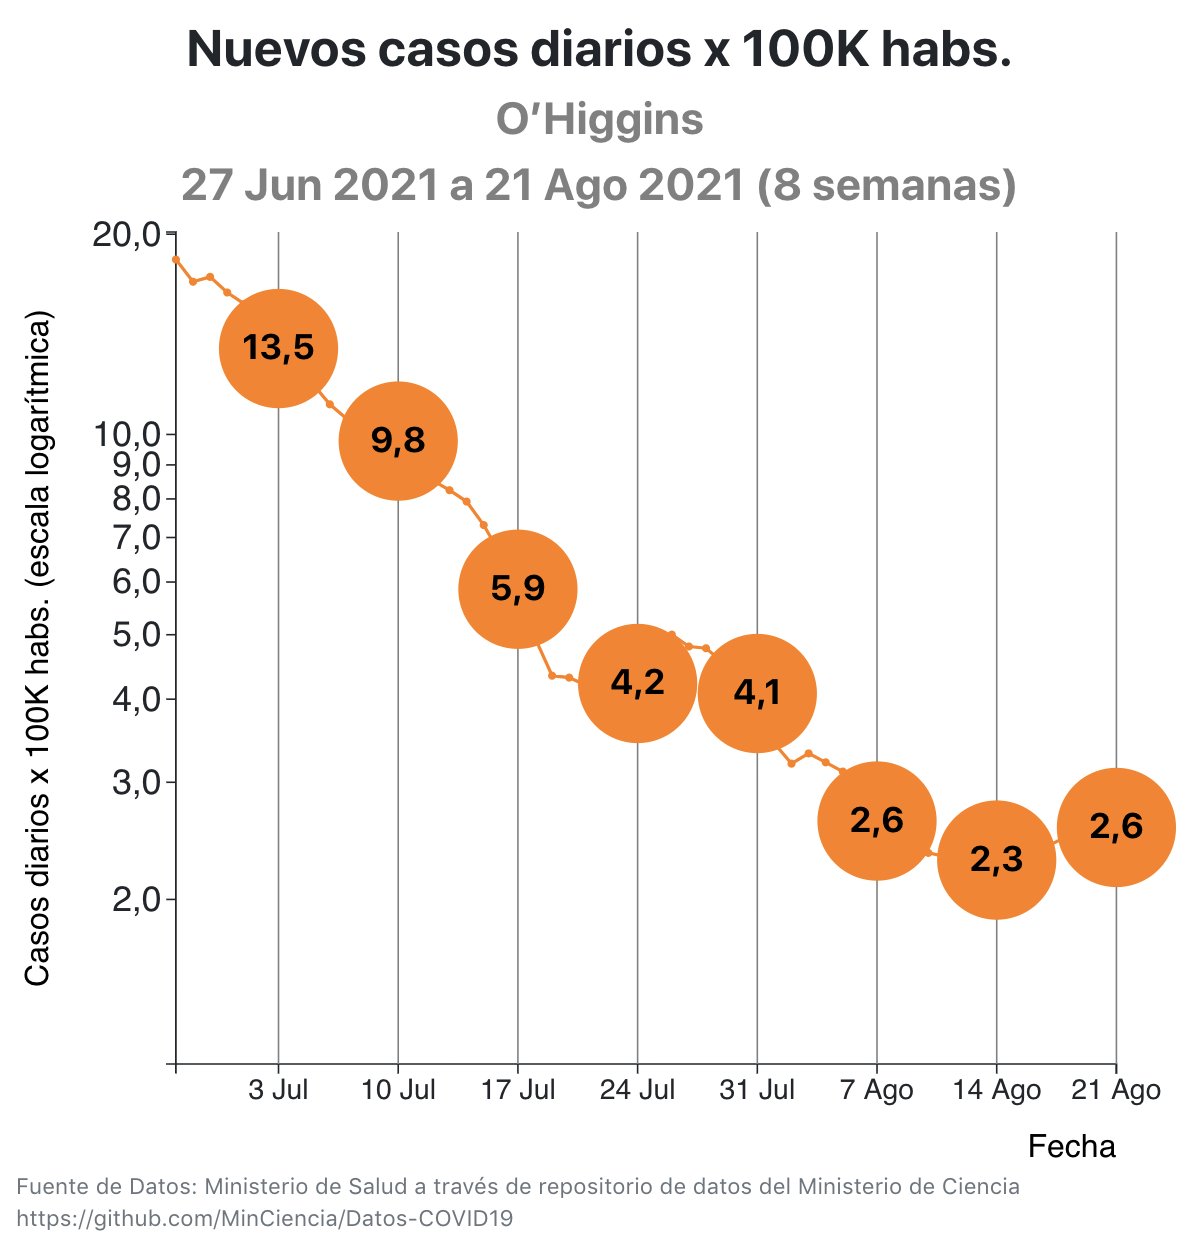 Nuevos casos diarios x 100K habs.
O’Higgins
27 Jun 2021 a 21 Ago 2021 (8 semanas)
20,0
10,0
9,0
8,0
7,0
6,0
5,0
4,0
3,0
2,0
Casos diarios x 100K habs. (escala logarítmica)
13,5
9,8
5,9
4,2
4,1
2,6
2,3
2,6
3 Jul
10 Jul
17 Jul
24 Jul
31 Jul
7 Ago
14 Ago
21 Ago
Fecha
Fuente de Datos: Ministerio de Salud a través de repositorio de datos del Ministerio de Ciencia
https://github.com/MinCiencia/Datos-COVID19